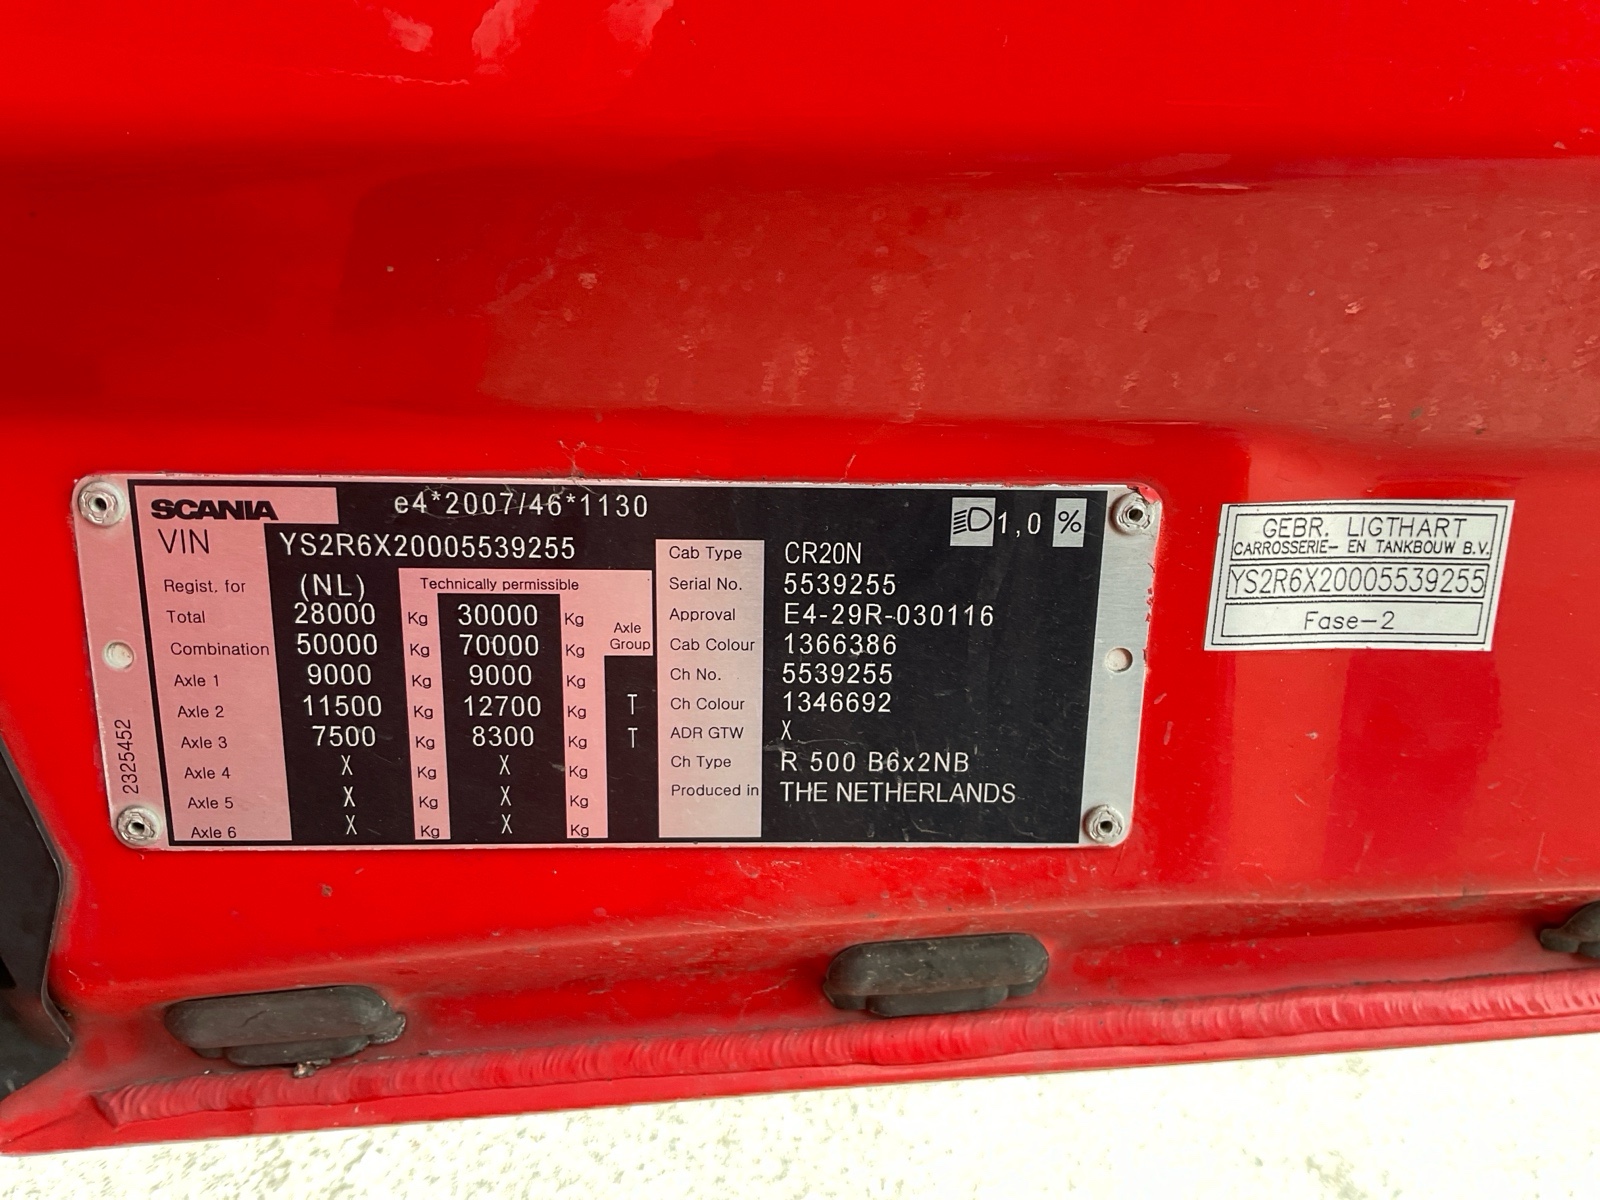 SCANIA e4*2007/46*1130 1,0 %
VIN YS2R6X20005539255
Regist. for (NL) Technically permissible
Total 28000 Kg 30000 Kg
Combination 50000 Kg 70000 Kg Axle Group
Axle 1 9000 Kg 9000 Kg
Axle 2 11500 Kg 12700 Kg T
Axle 3 7500 Kg 8300 Kg T
Axle 4 X Kg X Kg
Axle 5 X Kg X Kg
Axle 6 X Kg X Kg
Cab Type CR20N
Serial No. 5539255
Approval E4-29R-030116
Cab Colour 1366386
Ch No. 5539255
Ch Colour 1346692
ADR GTW X
Ch Type R 500 B6x2NB
Produced in THE NETHERLANDS
2325452
GEBR. LIGTHART
CARROSSERIE- EN TANKBOUW B.V.
YS2R6X20005539255
Fase-2